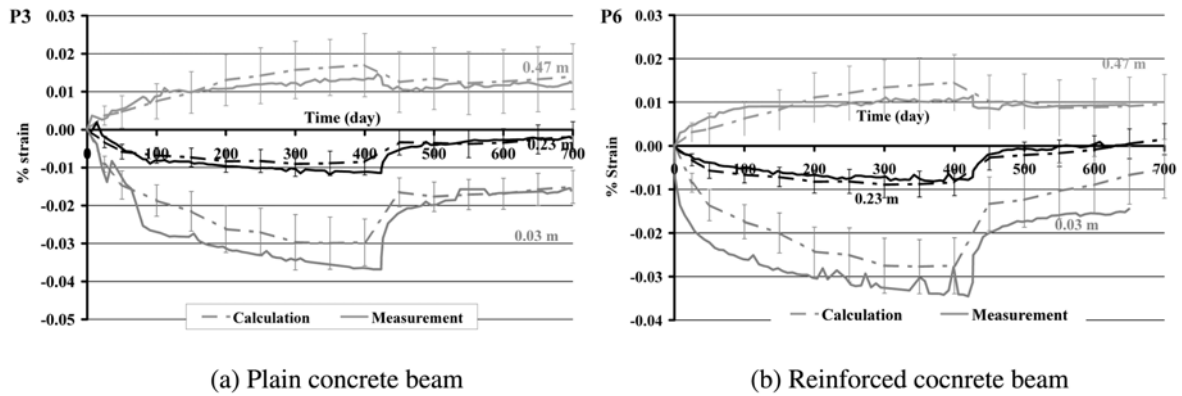 P3
% strain
0.03
0.02
0.01
0.00
-0.01
-0.02
-0.03
-0.04
-0.05
0 100 200 300 400 500 600 700
Time (day)
0.47 m
0.23 m
0.03 m
Calculation Measurement
(a) Plain concrete beam
P6
% Strain
0.03
0.02
0.01
0.00
-0.01
-0.02
-0.03
-0.04
0 100 200 300 400 500 600 700
Time (day)
0.47 m
0.23 m
0.03 m
Calculation Measurement
(b) Reinforced cocnrete beam